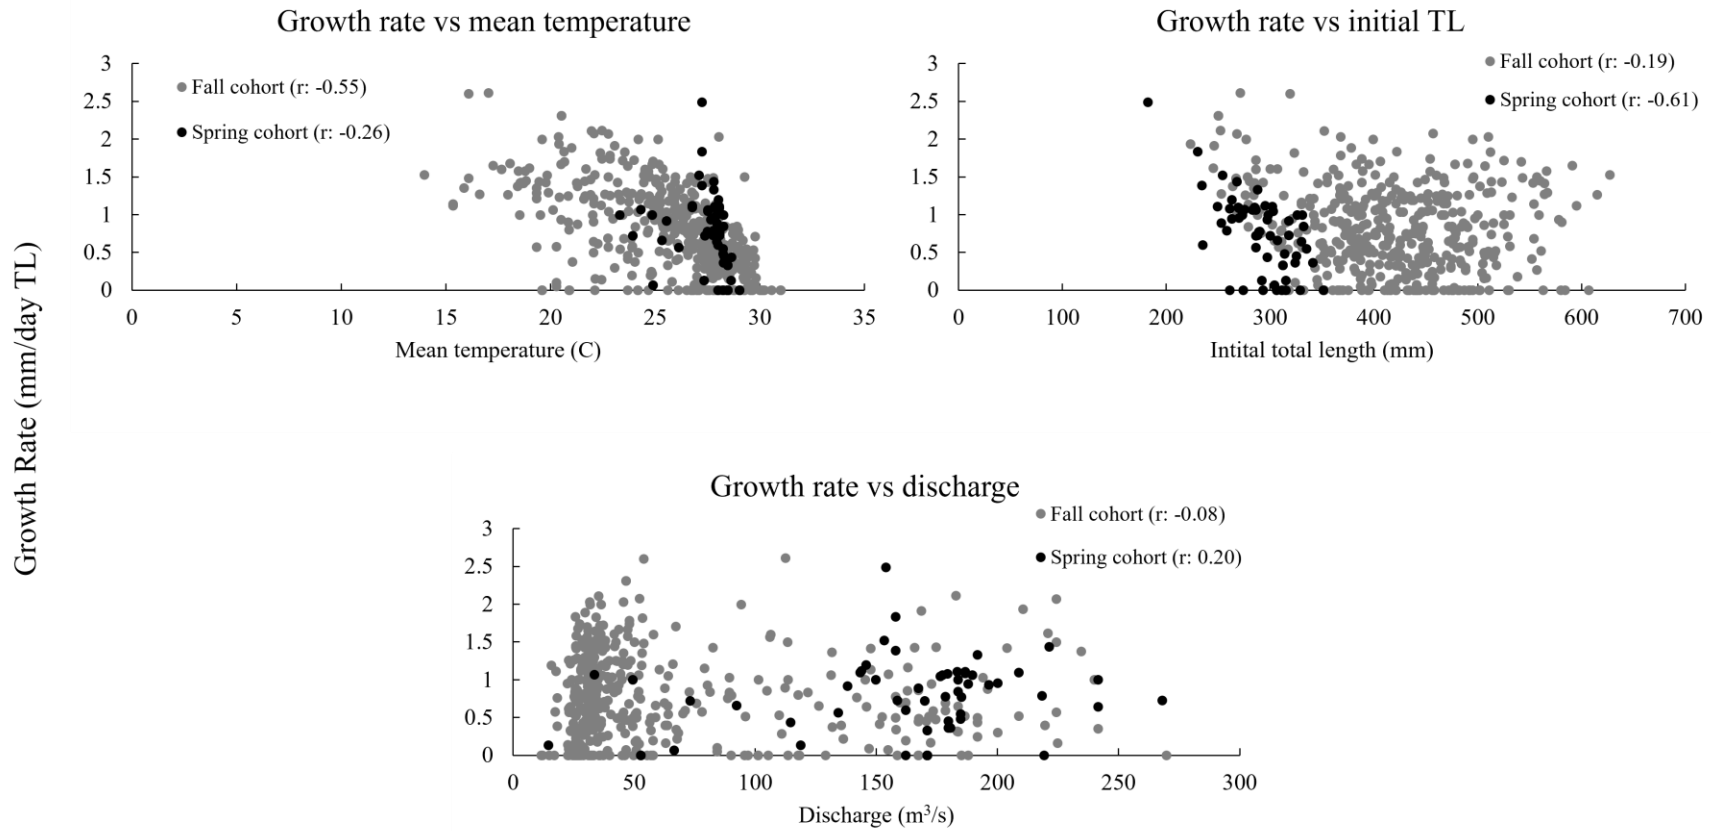 Growth rate vs mean temperature
Growth rate vs initial TL
Growth Rate (mm/day TL)
3
2.5
2
1.5
1
0.5
0
Fall cohort (r: -0.55)
Spring cohort (r: -0.26)
0 5 10 15 20 25 30 35
Mean temperature (C)
3
2.5
2
1.5
1
0.5
0
Fall cohort (r: -0.19)
Spring cohort (r: -0.61)
0 100 200 300 400 500 600 700
Intital total length (mm)
Growth rate vs discharge
3
2.5
2
1.5
1
0.5
0
Fall cohort (r: -0.08)
Spring cohort (r: 0.20)
0 50 100 150 200 250 300
Discharge (m³/s)